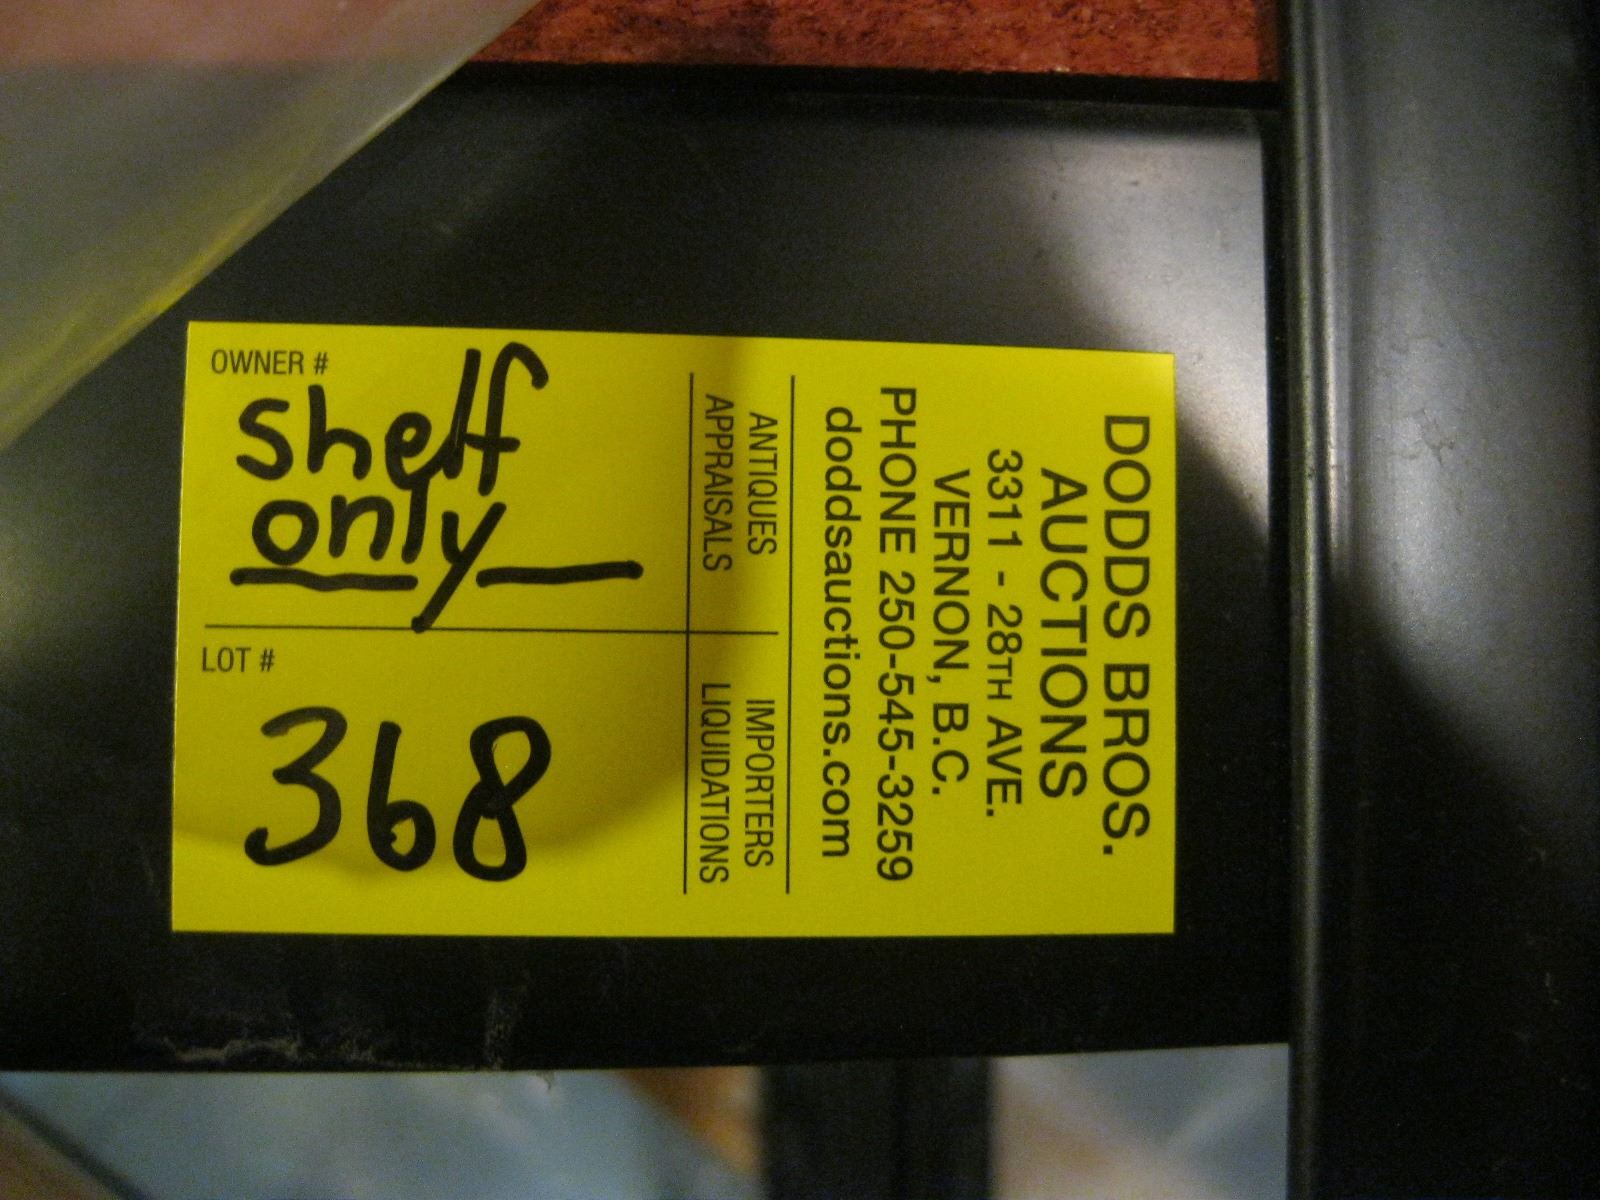 DODDS BROS.
AUCTIONS
3311 - 28TH AVE.
VERNON, B.C.
PHONE 250-545-3259
doddsauctions.com
ANTIQUES
APPRAISALS
IMPORTERS
LIQUIDATIONS
OWNER #
shelf
only
LOT #
368